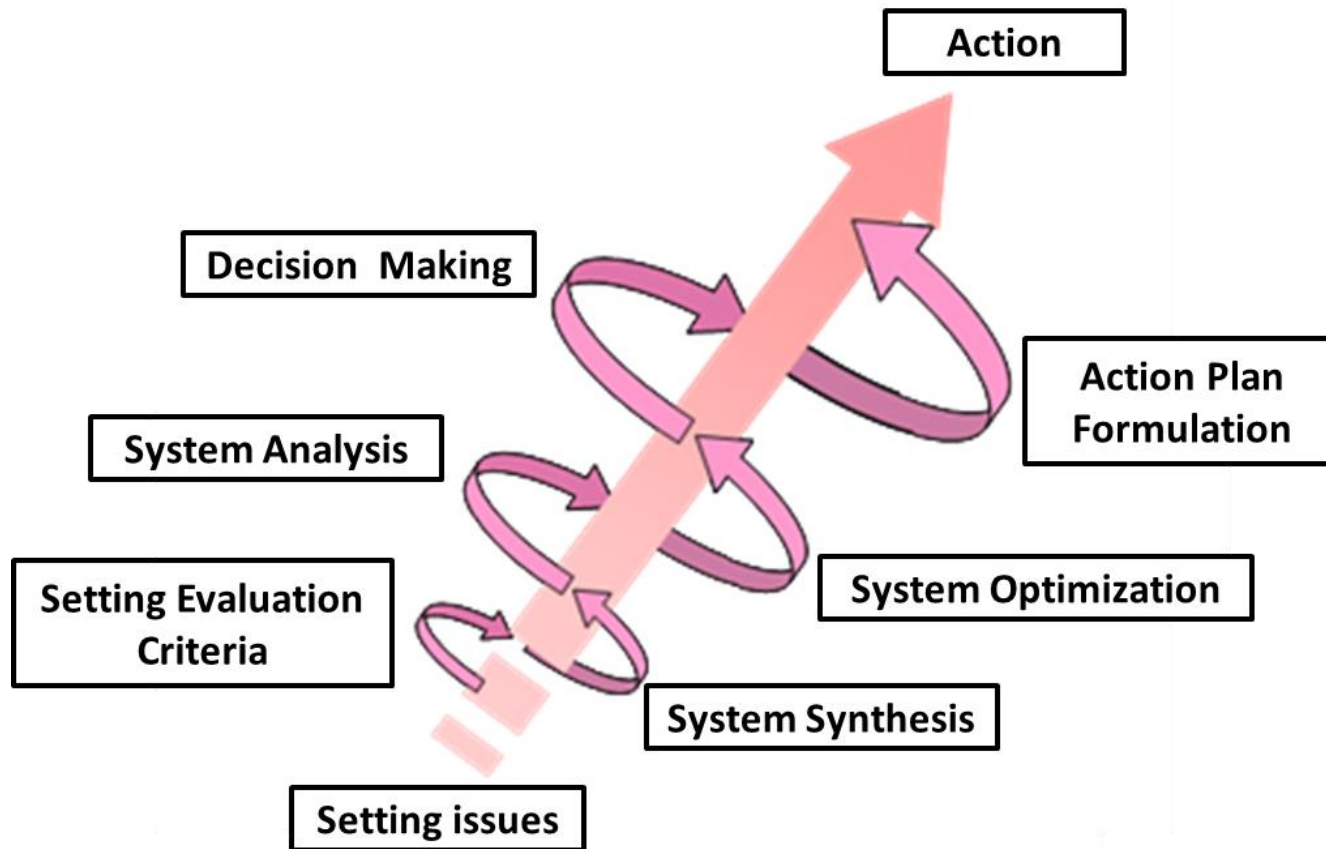 Action
Decision Making
Action Plan
Formulation
System Analysis
System Optimization
Setting Evaluation
Criteria
System Synthesis
Setting issues